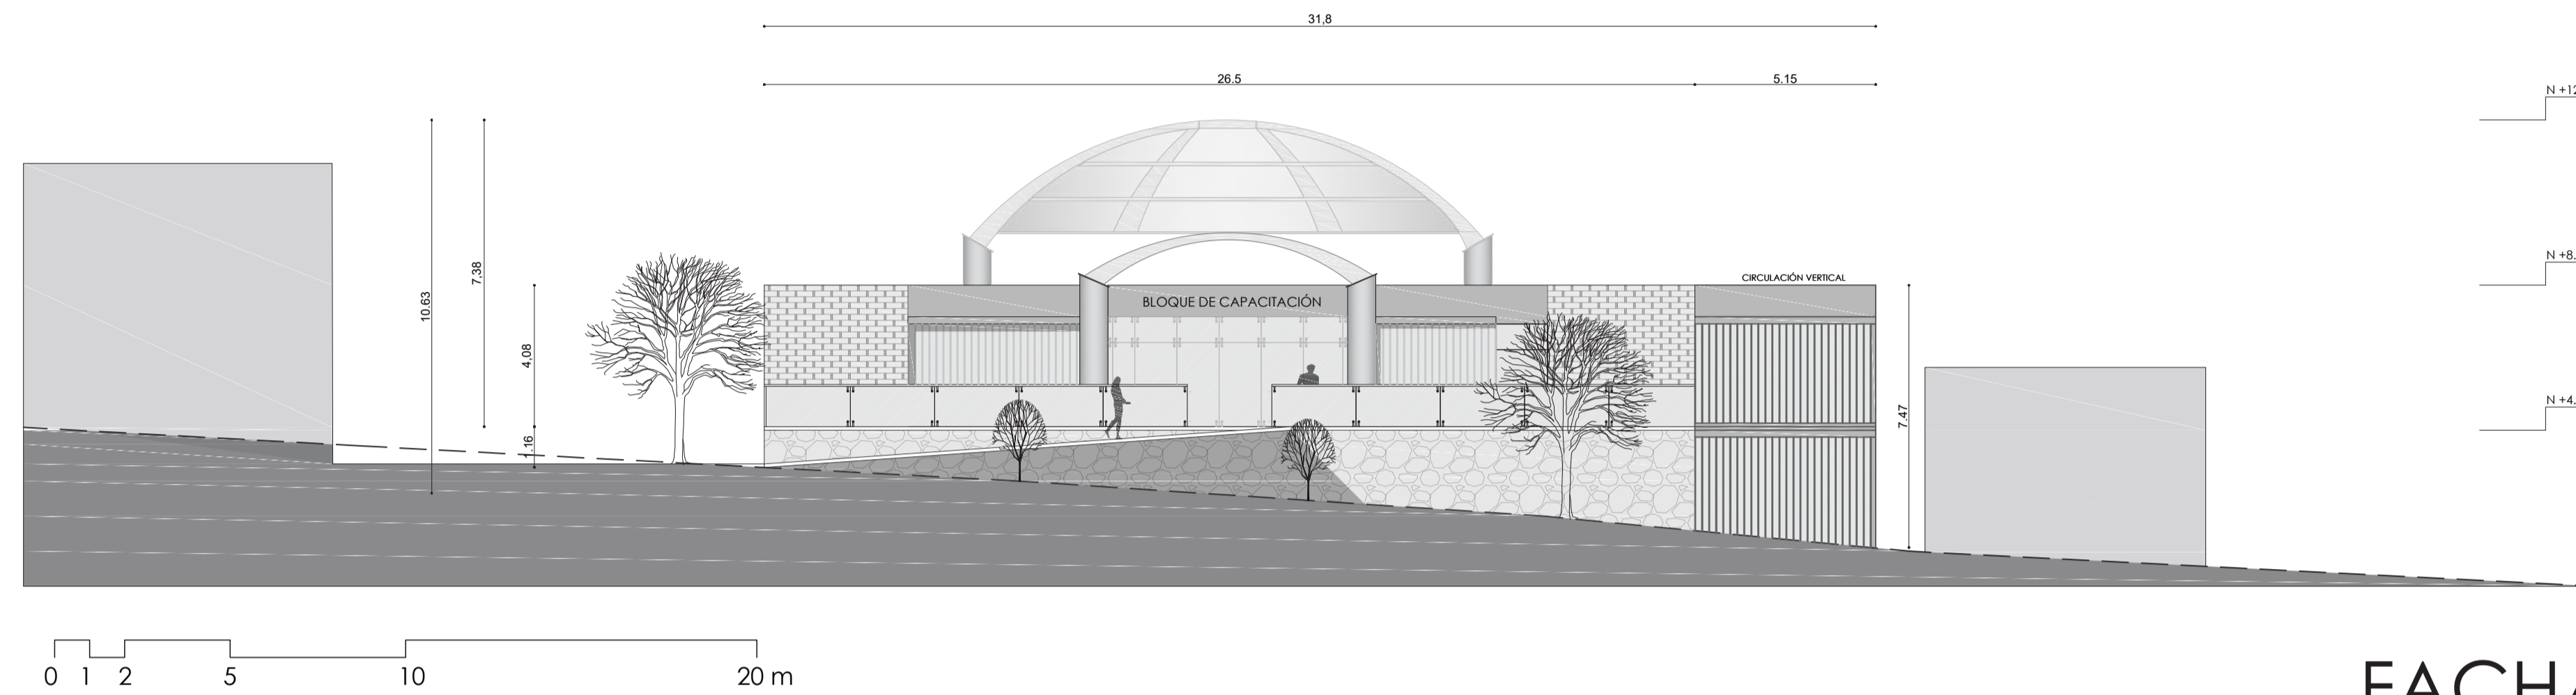 31,8
26.5 5.15
N +12
7,38
10.63
4,08
1.16
CIRCULACIÓN VERTICAL
BLOQUE DE CAPACITACIÓN
N +8.
N +4.
7.47
0 1 2 5 10 20 m
FACHA